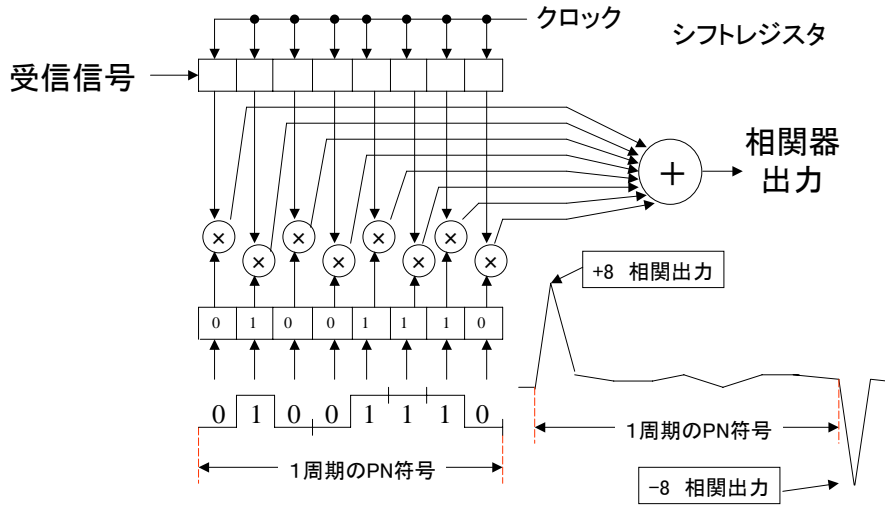 クロック
シフトレジスタ
受信信号
+
相関器
出力
× × × × × × × ×
+8 相関出力
0 1 0 0 1 1 1 0
0 1 0 0 1 1 1 0
1周期のPN符号
1周期のPN符号
-8 相関出力